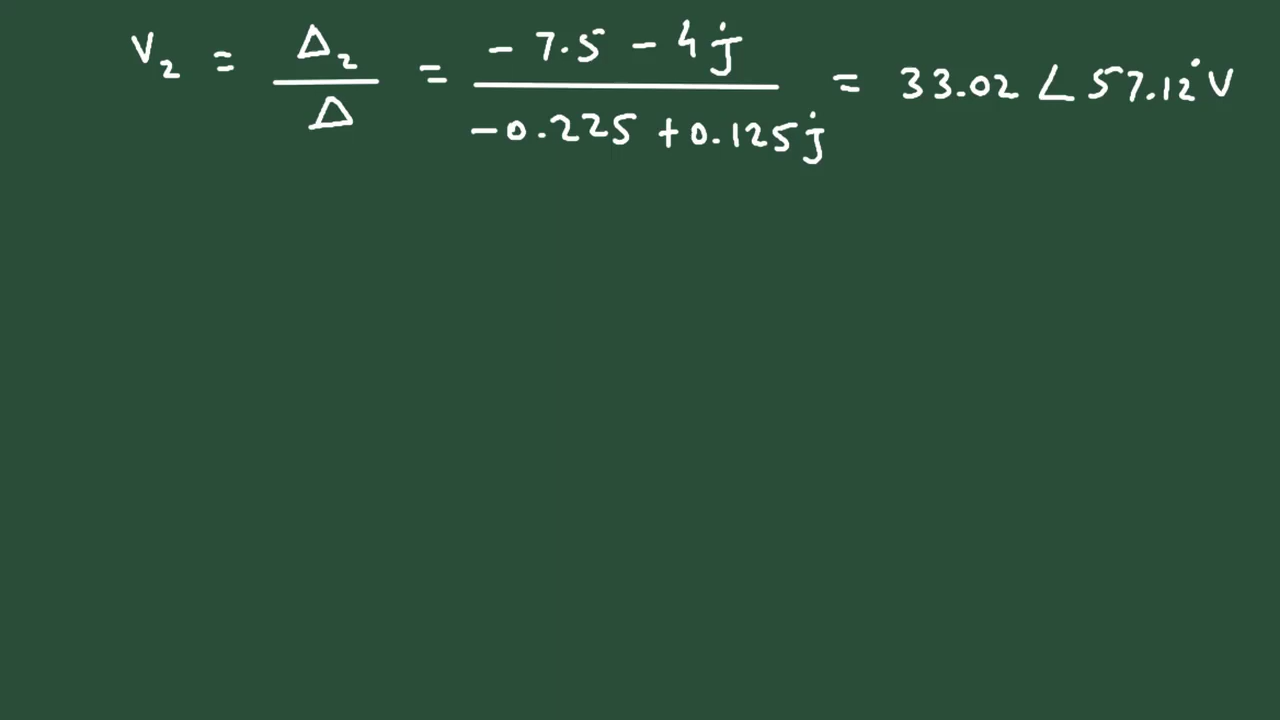 V₂ = Δ₂/Δ = (-7.5 - 4j)/(-0.225 + 0.125j) = 33.02 ∠57.12° V